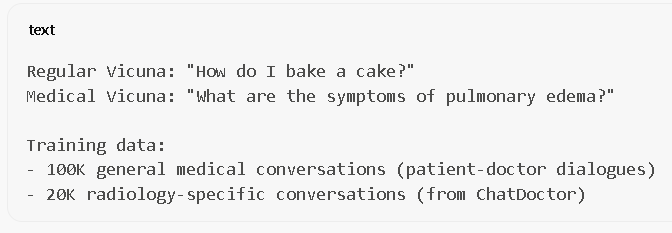 text
Regular Vicuna: "How do I bake a cake?"
Medical Vicuna: "What are the symptoms of pulmonary edema?"
Training data:
- 100K general medical conversations (patient-doctor dialogues)
- 20K radiology-specific conversations (from ChatDoctor)